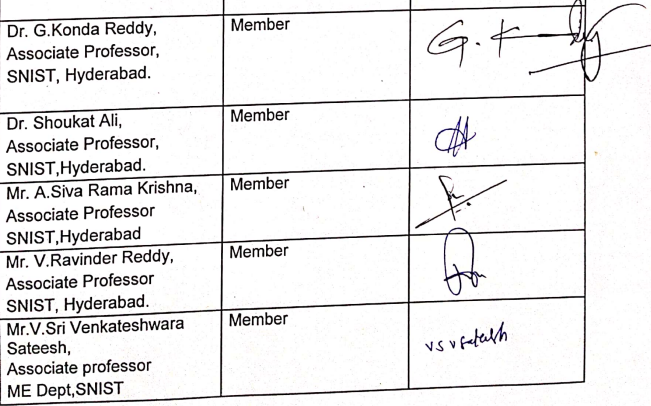 Dr. G.Konda Reddy,
Associate Professor,
SNIST, Hyderabad.
Member
G. K
Dr. Shoukat Ali,
Associate Professor,
SNIST,Hyderabad.
Member
Mr. A.Siva Rama Krishna,
Associate Professor
SNIST,Hyderabad
Member
Mr. V.Ravinder Reddy,
Associate Professor
SNIST, Hyderabad.
Member
Mr.V.Sri Venkateshwara
Sateesh,
Associate professor
ME Dept,SNIST
Member